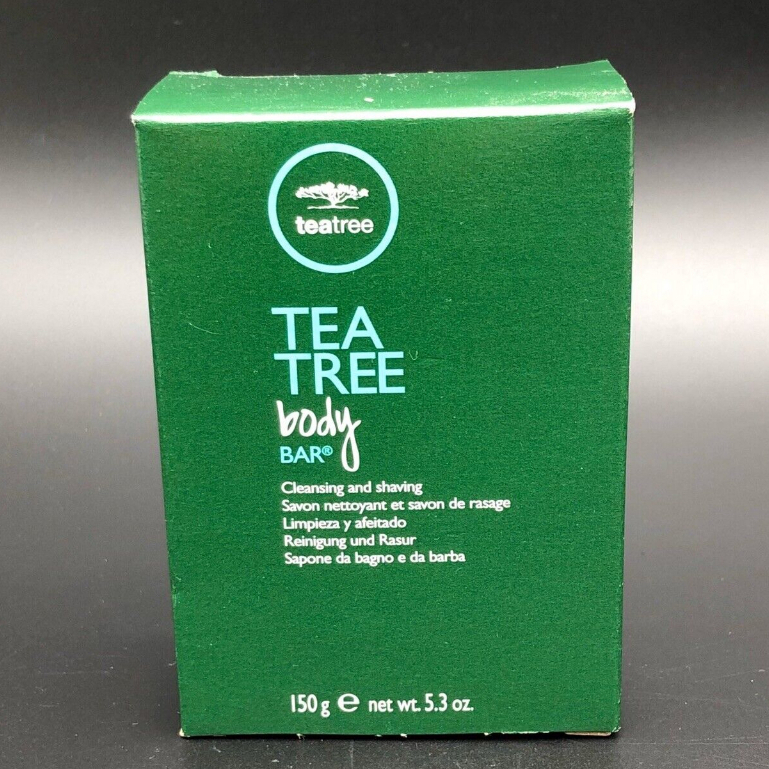 teatree
TEA
TREE
body
BAR®
Cleansing and shaving
Savon nettoyant et savon de rasage
Limpieza y afeitado
Reinigung und Rasur
Sapone da bagno e da barba
150 g ℮ net wt. 5.3 oz.